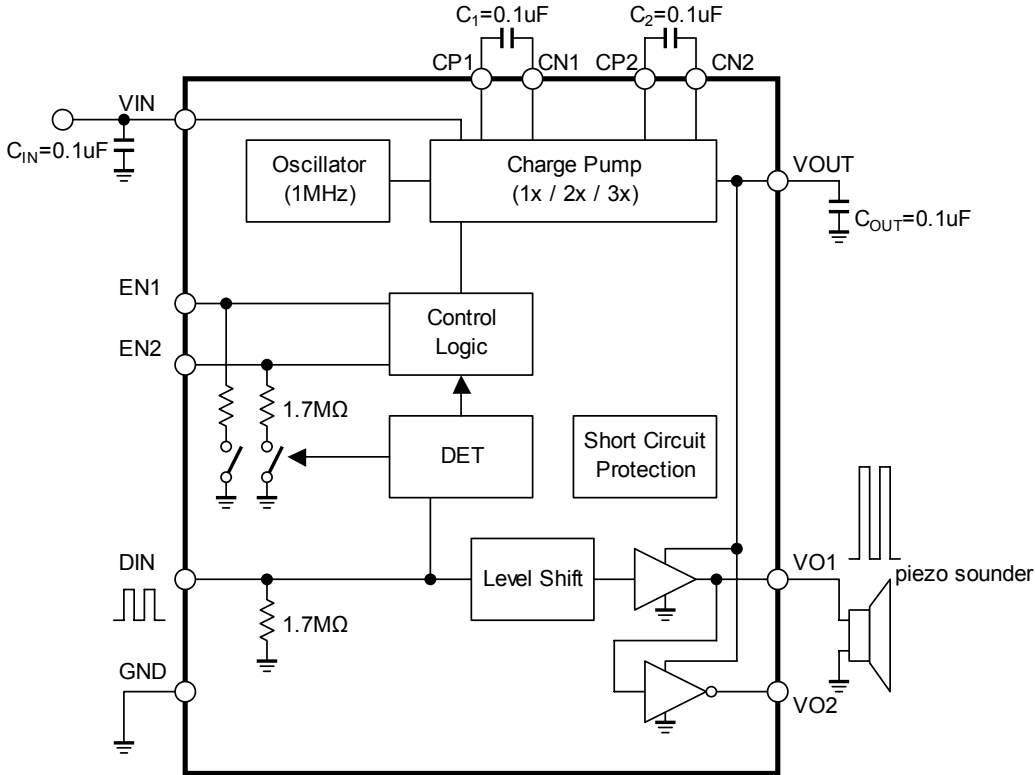 C₁=0.1uF
C₂=0.1uF
CP1
CN1
CP2
CN2
VIN
C_IN=0.1uF
Oscillator
(1MHz)
Charge Pump
(1x / 2x / 3x)
VOUT
C_OUT=0.1uF
EN1
Control
Logic
EN2
1.7MΩ
DET
Short Circuit
Protection
DIN
Level Shift
VO1
piezo sounder
1.7MΩ
GND
VO2